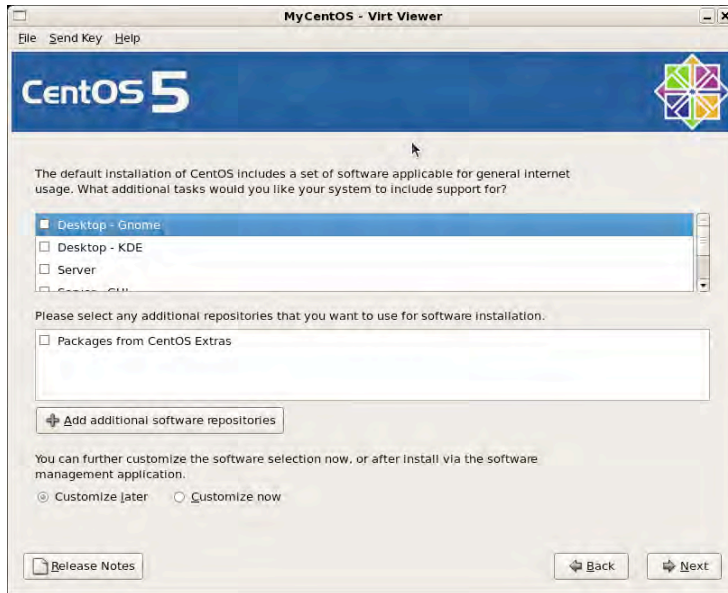 MyCentOS - Virt Viewer
File Send Key Help
CentOS 5
The default installation of CentOS includes a set of software applicable for general internet
usage. What additional tasks would you like your system to include support for?
Desktop - Gnome
Desktop - KDE
Server
Please select any additional repositories that you want to use for software installation.
Packages from CentOS Extras
Add additional software repositories
You can further customize the software selection now, or after install via the software
management application.
Customize later Customize now
Release Notes Back Next